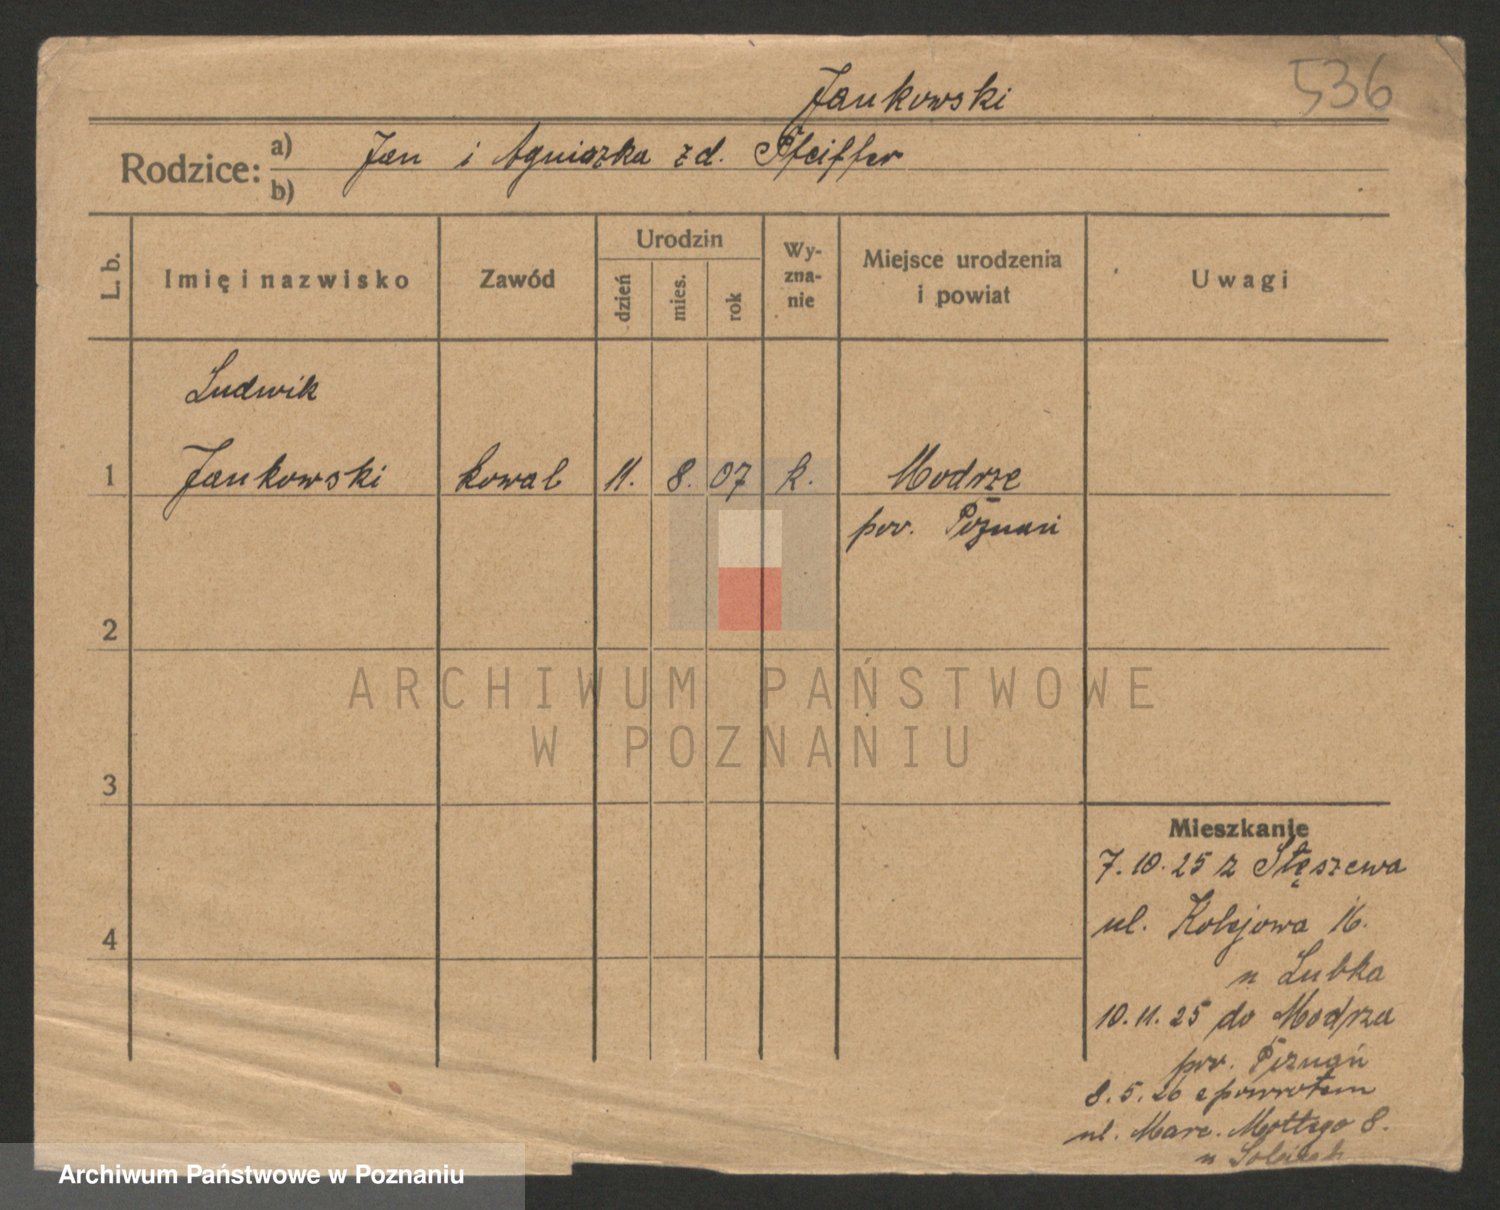 Jankowski
536
Rodzice: a) Jan i Agnieszka zd. Pfeiffer
b)
L. b.
Imię i nazwisko
Zawód
Urodzin
dzień
mies.
rok
Wy-
zna-
nie
Miejsce urodzenia
i powiat
Uwagi
Ludwik
1 Jankowski kowal 11. 8. 07 k. Modrze
pow. Poznań
2
ARCHIWUM PAŃSTWOWE
W POZNANIU
3
Mieszkanie
7.10.25 z Stęszewa
4
ul. Kolejowa 16.
u Lubka
10.11.25 do Modrza
pow. Poznań
8.5.26 z powrotem
ul. Marc. Mottego 8.
u
Archiwum Państwowe w Poznaniu